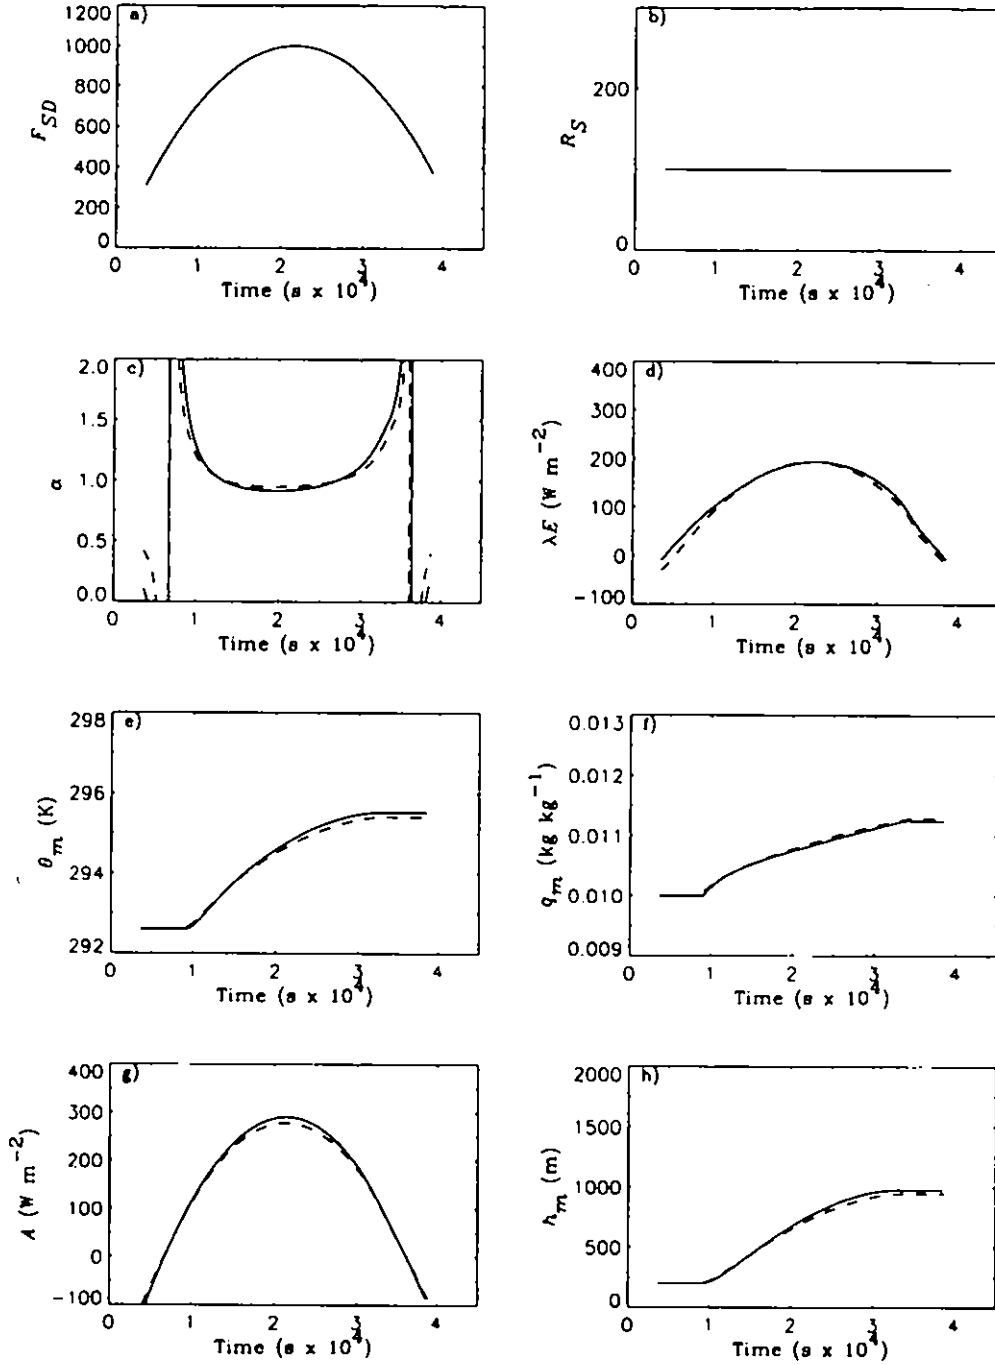 a)
1200
1000
800
600
400
200
0
F_SD
0 1 2 3 4
Time (s x 10^4)
b)
200
0
R_S
0 1 2 3 4
Time (s x 10^4)
c)
2.0
1.5
1.0
0.5
0.0
α
0 1 2 3 4
Time (s x 10^4)
d)
400
300
200
100
0
-100
λE (W m^-2)
0 1 2 3 4
Time (s x 10^4)
e)
298
296
294
292
θ_m (K)
0 1 2 3 4
Time (s x 10^4)
f)
0.013
0.012
0.011
0.010
0.009
q_m (kg kg^-1)
0 1 2 3 4
Time (s x 10^4)
g)
400
300
200
100
0
-100
A (W m^-2)
0 1 2 3 4
Time (s x 10^4)
h)
2000
1500
1000
500
0
h_m (m)
0 1 2 3 4
Time (s x 10^4)